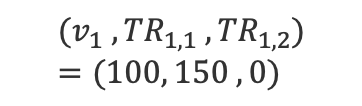 (v₁ , TR₁,₁ , TR₁,₂)
= (100, 150 , 0)